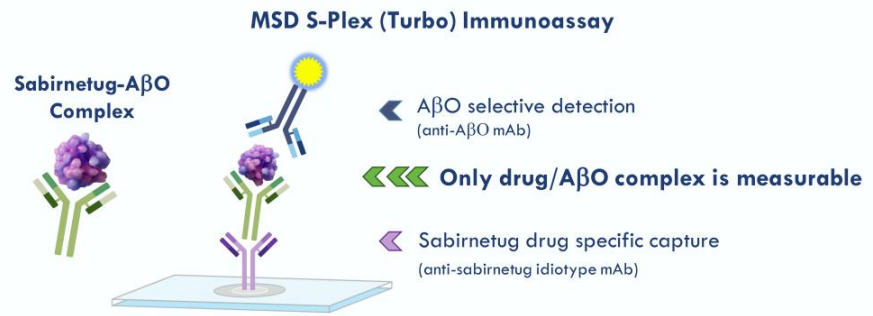 MSD S-Plex (Turbo) Immunoassay
Sabirnetug-AβO
Complex
AβO selective detection
(anti-AβO mAb)
Only drug/AβO complex is measurable
Sabirnetug drug specific capture
(anti-sabirnetug idiotype mAb)